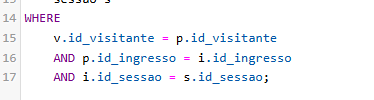 14 WHERE
15 v.id_visitante = p.id_visitante
16 AND p.id_ingresso = i.id_ingresso
17 AND i.id_sessao = s.id_sessao;